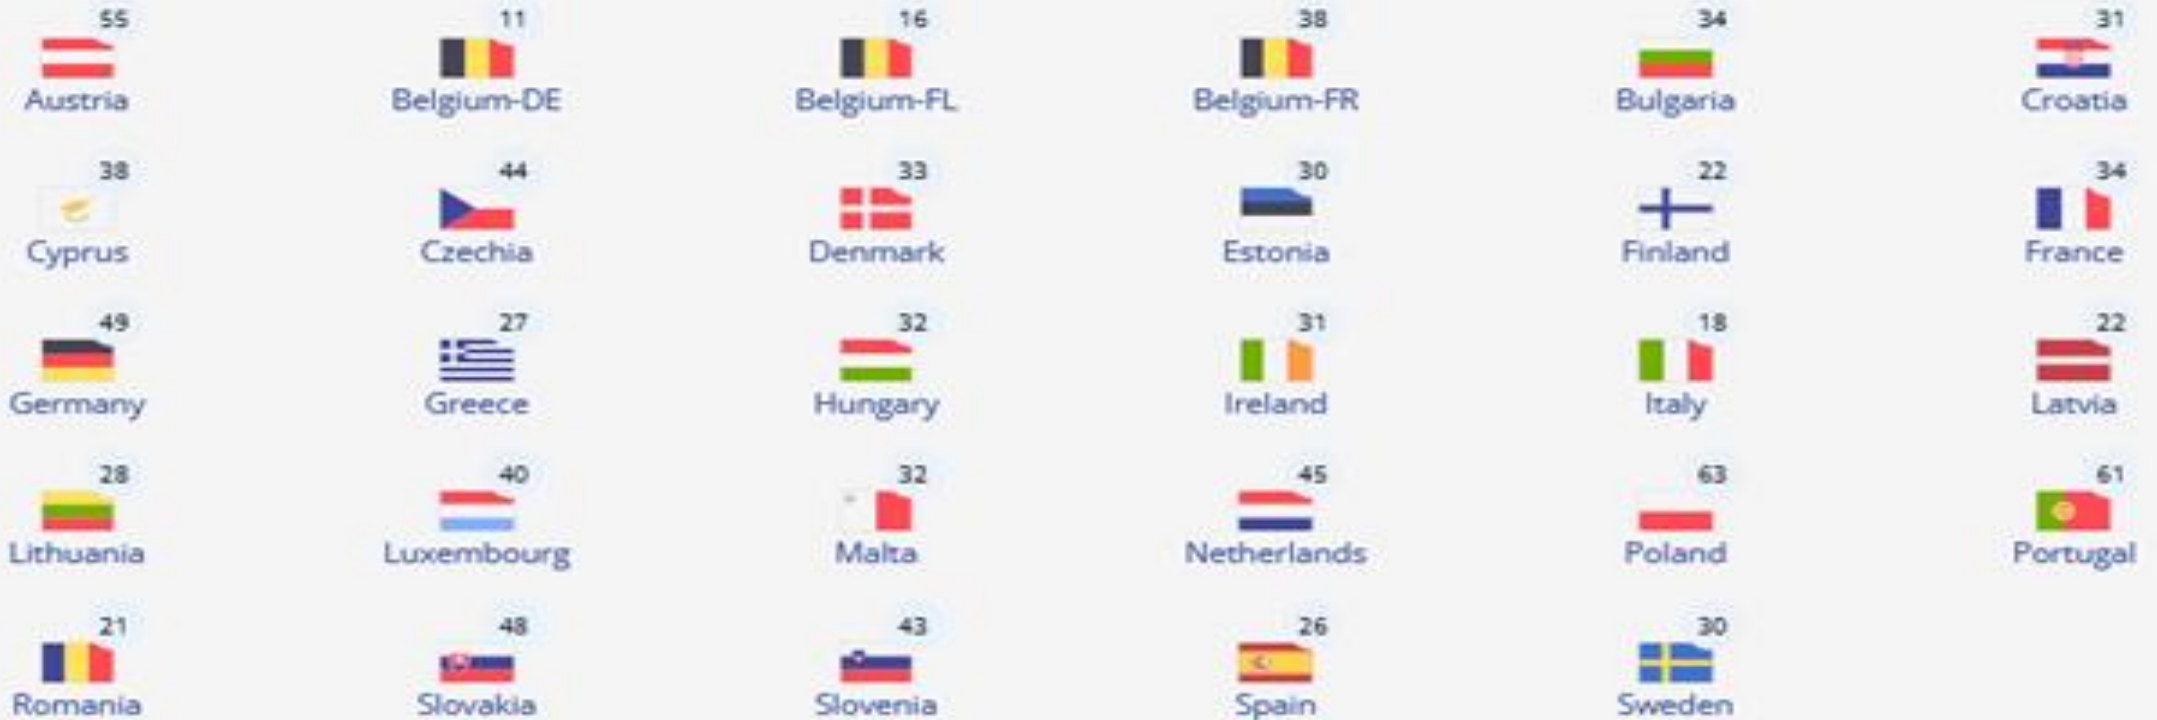 55 11 16 38 34 31
Austria Belgium-DE Belgium-FL Belgium-FR Bulgaria Croatia
38 44 33 30 22 34
Cyprus Czechia Denmark Estonia Finland France
49 27 32 31 18 22
Germany Greece Hungary Ireland Italy Latvia
28 40 32 45 63 61
Lithuania Luxembourg Malta Netherlands Poland Portugal
21 48 43 26 30
Romania Slovakia Slovenia Spain Sweden